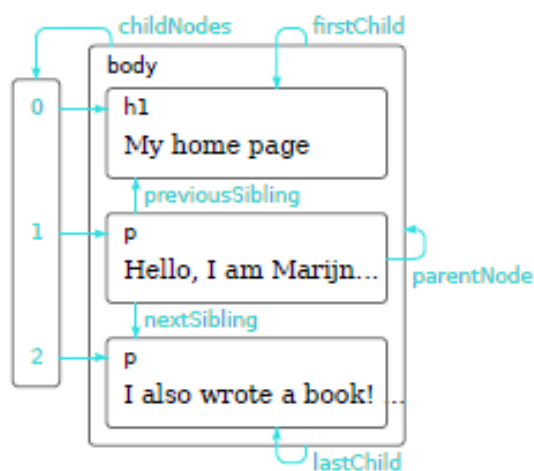 childNodes firstChild
body
0 h1
My home page
previousSibling
1 p
Hello, I am Marijn...
parentNode
nextSibling
2 p
I also wrote a book! ...
lastChild